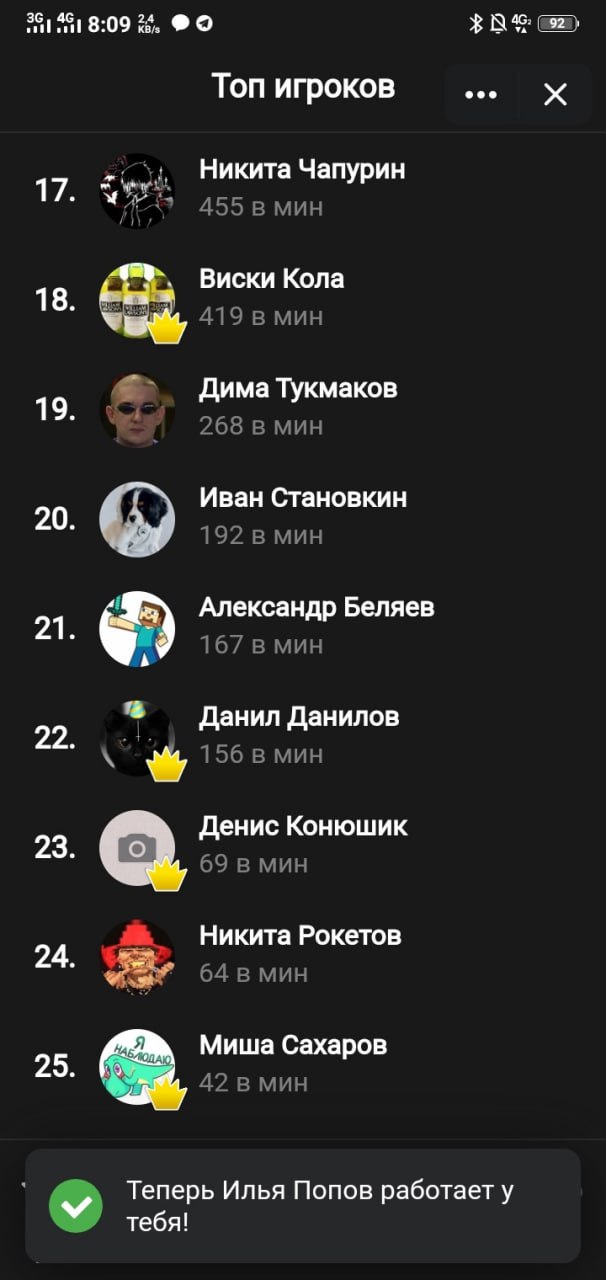 3G 4G 8:09 2,4 KB/s 4G2 92
Топ игроков
17.
Никита Чапурин
455 в мин
18.
Виски Кола
419 в мин
19.
Дима Тукмаков
268 в мин
20.
Иван Становкин
192 в мин
21.
Александр Беляев
167 в мин
22.
Данил Данилов
156 в мин
23.
Денис Конюшик
69 в мин
24.
Никита Рокетов
64 в мин
25.
Я
НАБЛЮДАЮ
Миша Сахаров
42 в мин
Теперь Илья Попов работает у
тебя!